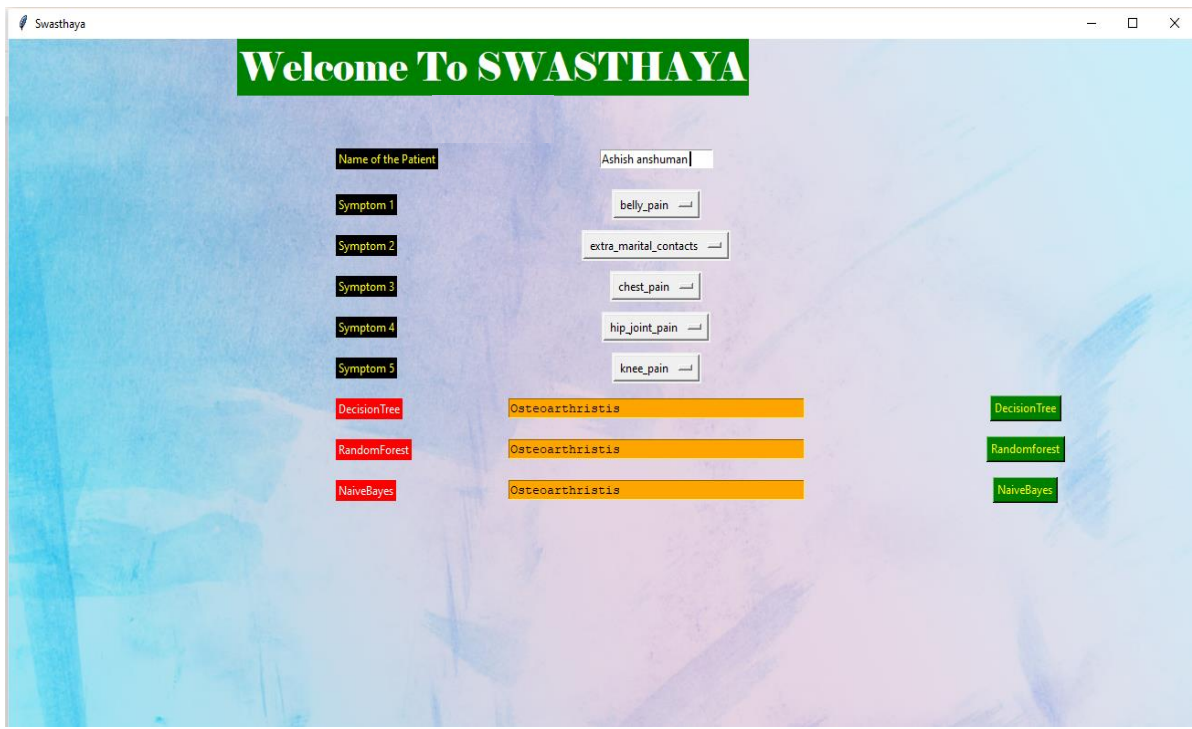 Swasthaya
Welcome To SWASTHAYA
Name of the Patient Ashish anshuman
Symptom 1 belly_pain
Symptom 2 extra_marital_contacts
Symptom 3 chest_pain
Symptom 4 hip_joint_pain
Symptom 5 knee_pain
DecisionTree Osteoarthristis DecisionTree
RandomForest Osteoarthristis Randomforest
NaiveBayes Osteoarthristis NaiveBayes